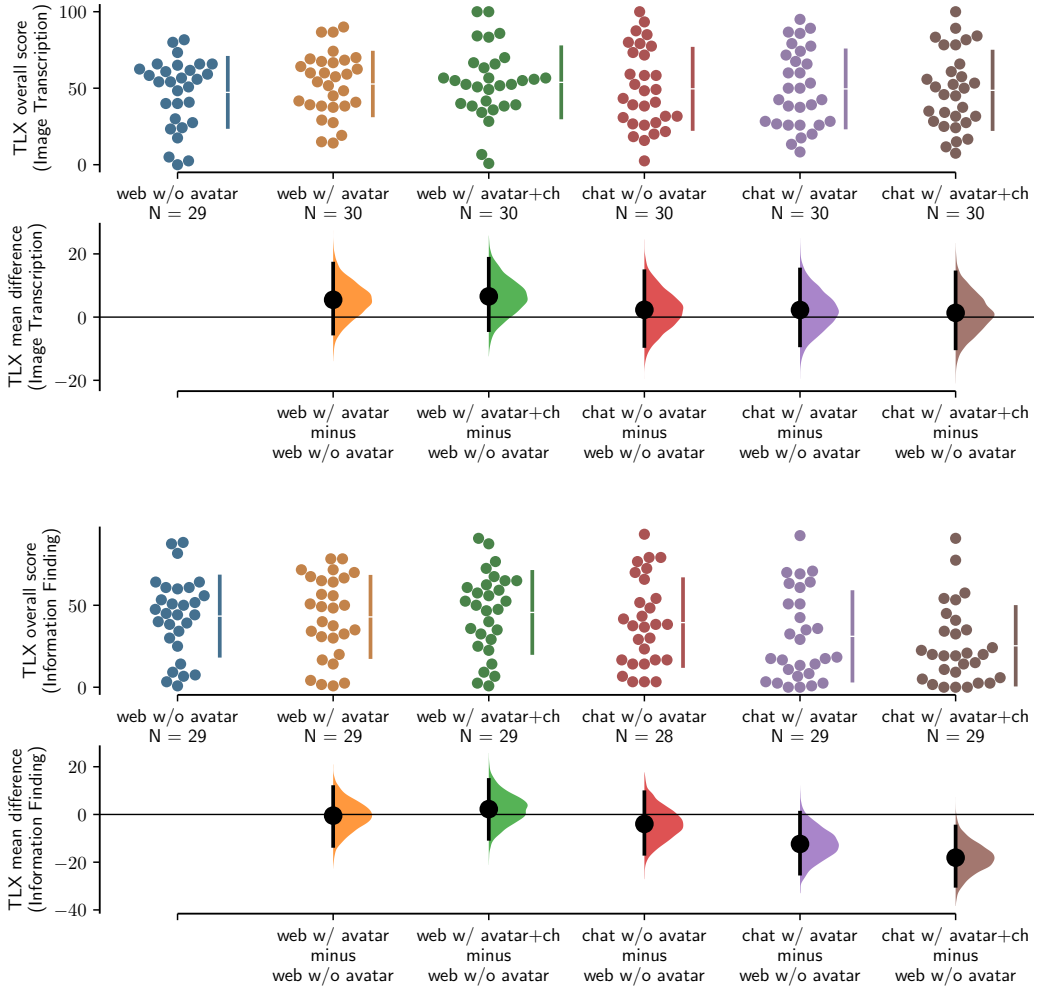 TLX overall score
(Image Transcription)
100
50
0
web w/o avatar
N = 29
web w/ avatar
N = 30
web w/ avatar+ch
N = 30
chat w/o avatar
N = 30
chat w/ avatar
N = 30
chat w/ avatar+ch
N = 30
TLX mean difference
(Image Transcription)
20
0
−20
web w/ avatar
minus
web w/o avatar
web w/ avatar+ch
minus
web w/o avatar
chat w/o avatar
minus
web w/o avatar
chat w/ avatar
minus
web w/o avatar
chat w/ avatar+ch
minus
web w/o avatar
TLX overall score
(Information Finding)
50
0
web w/o avatar
N = 29
web w/ avatar
N = 29
web w/ avatar+ch
N = 29
chat w/o avatar
N = 28
chat w/ avatar
N = 29
chat w/ avatar+ch
N = 29
TLX mean difference
(Information Finding)
20
0
−20
−40
web w/ avatar
minus
web w/o avatar
web w/ avatar+ch
minus
web w/o avatar
chat w/o avatar
minus
web w/o avatar
chat w/ avatar
minus
web w/o avatar
chat w/ avatar+ch
minus
web w/o avatar